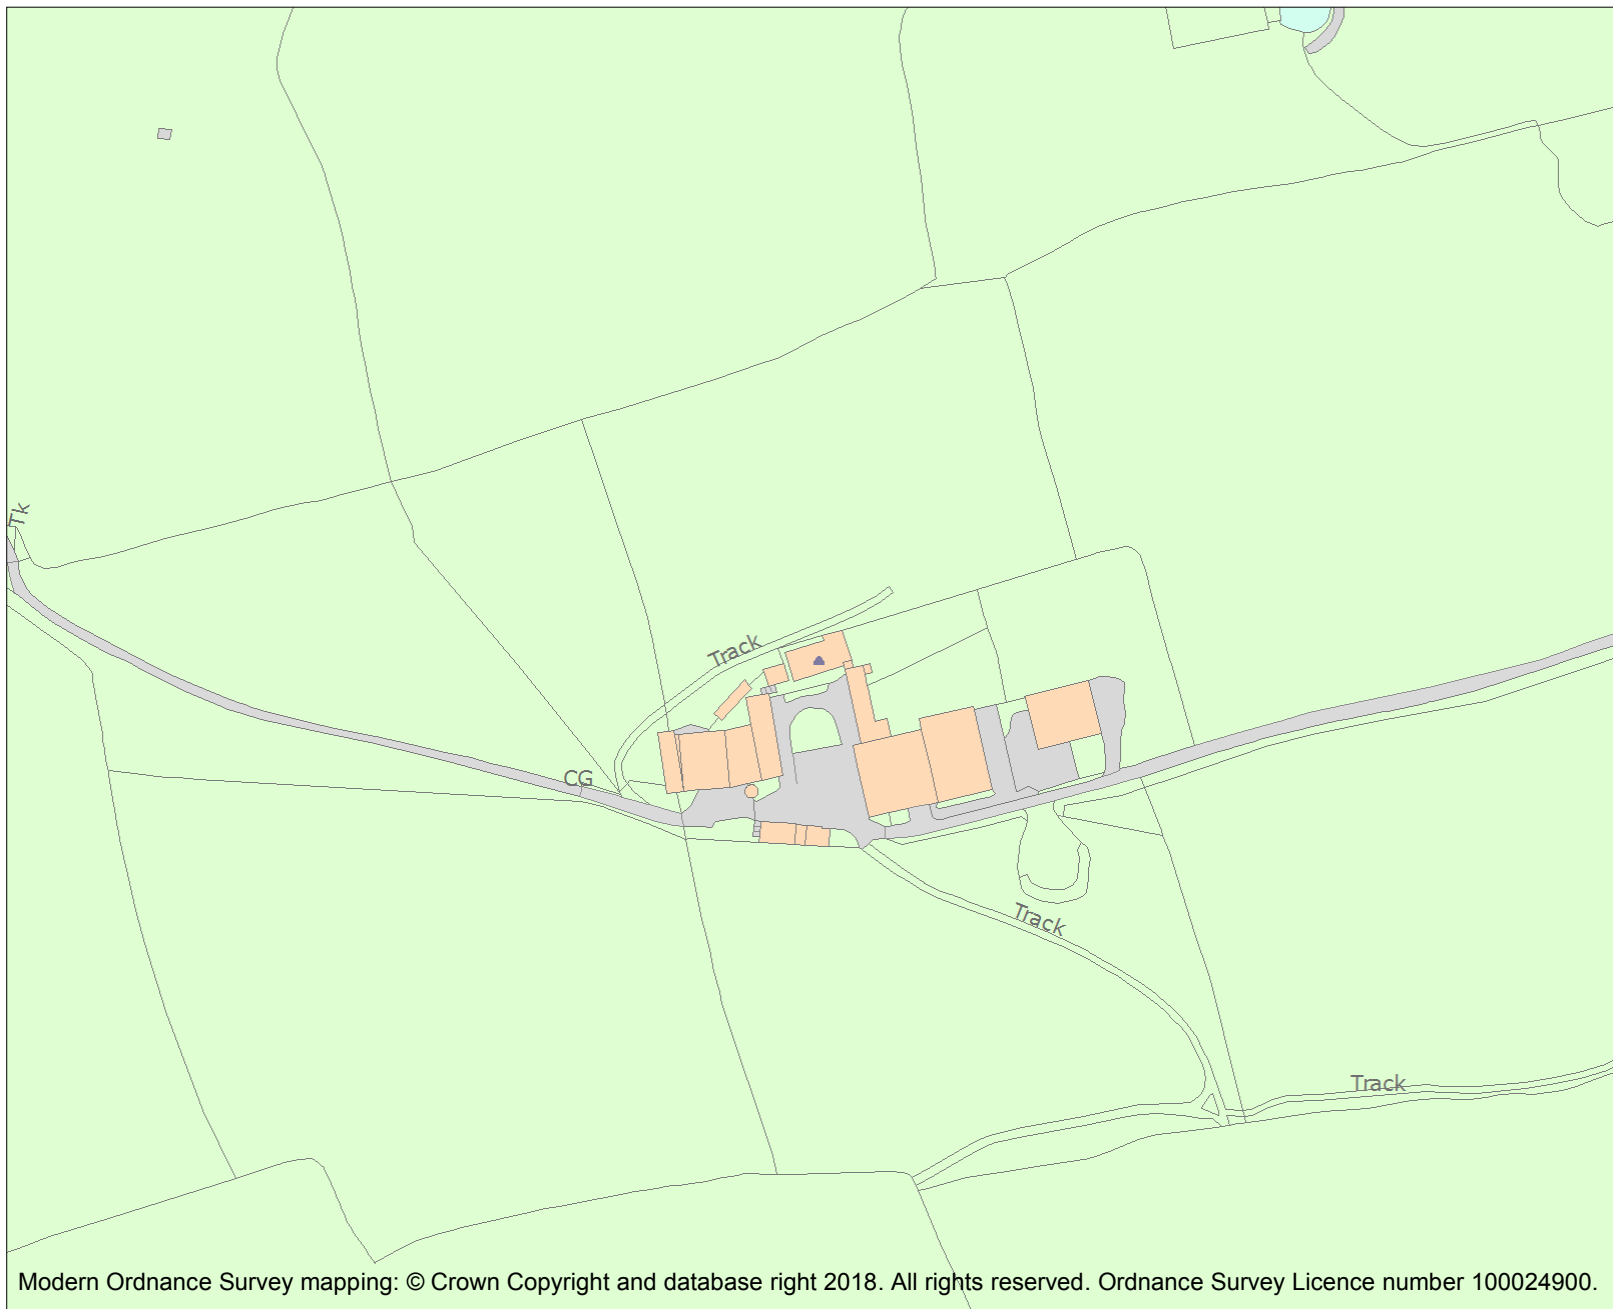 Tk
Track
CG
Track
Track
Modern Ordnance Survey mapping: © Crown Copyright and database right 2018. All rights reserved. Ordnance Survey Licence number 100024900.